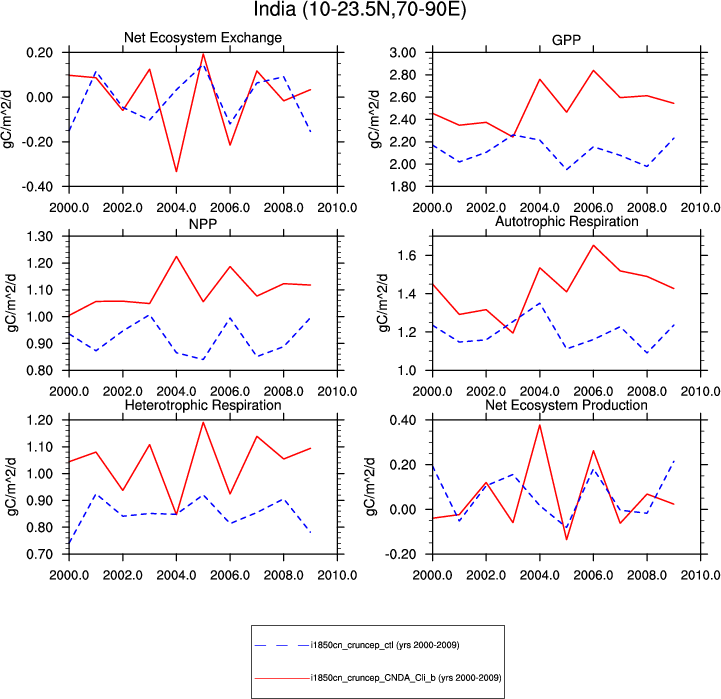 India (10-23.5N,70-90E)
Net Ecosystem Exchange
gC/m^2/d
0.20
0.00
-0.20
-0.40
2000.0 2002.0 2004.0 2006.0 2008.0 2010.0
GPP
gC/m^2/d
3.00
2.80
2.60
2.40
2.20
2.00
1.80
2000.0 2002.0 2004.0 2006.0 2008.0 2010.0
NPP
gC/m^2/d
1.30
1.20
1.10
1.00
0.90
0.80
2000.0 2002.0 2004.0 2006.0 2008.0 2010.0
Autotrophic Respiration
gC/m^2/d
1.6
1.4
1.2
1.0
2000.0 2002.0 2004.0 2006.0 2008.0 2010.0
Heterotrophic Respiration
gC/m^2/d
1.20
1.10
1.00
0.90
0.80
0.70
2000.0 2002.0 2004.0 2006.0 2008.0 2010.0
Net Ecosystem Production
gC/m^2/d
0.40
0.20
0.00
-0.20
2000.0 2002.0 2004.0 2006.0 2008.0 2010.0
i1850cn_cruncep_ctl (yrs 2000-2009)
i1850cn_cruncep_CNDA_Cli_b (yrs 2000-2009)